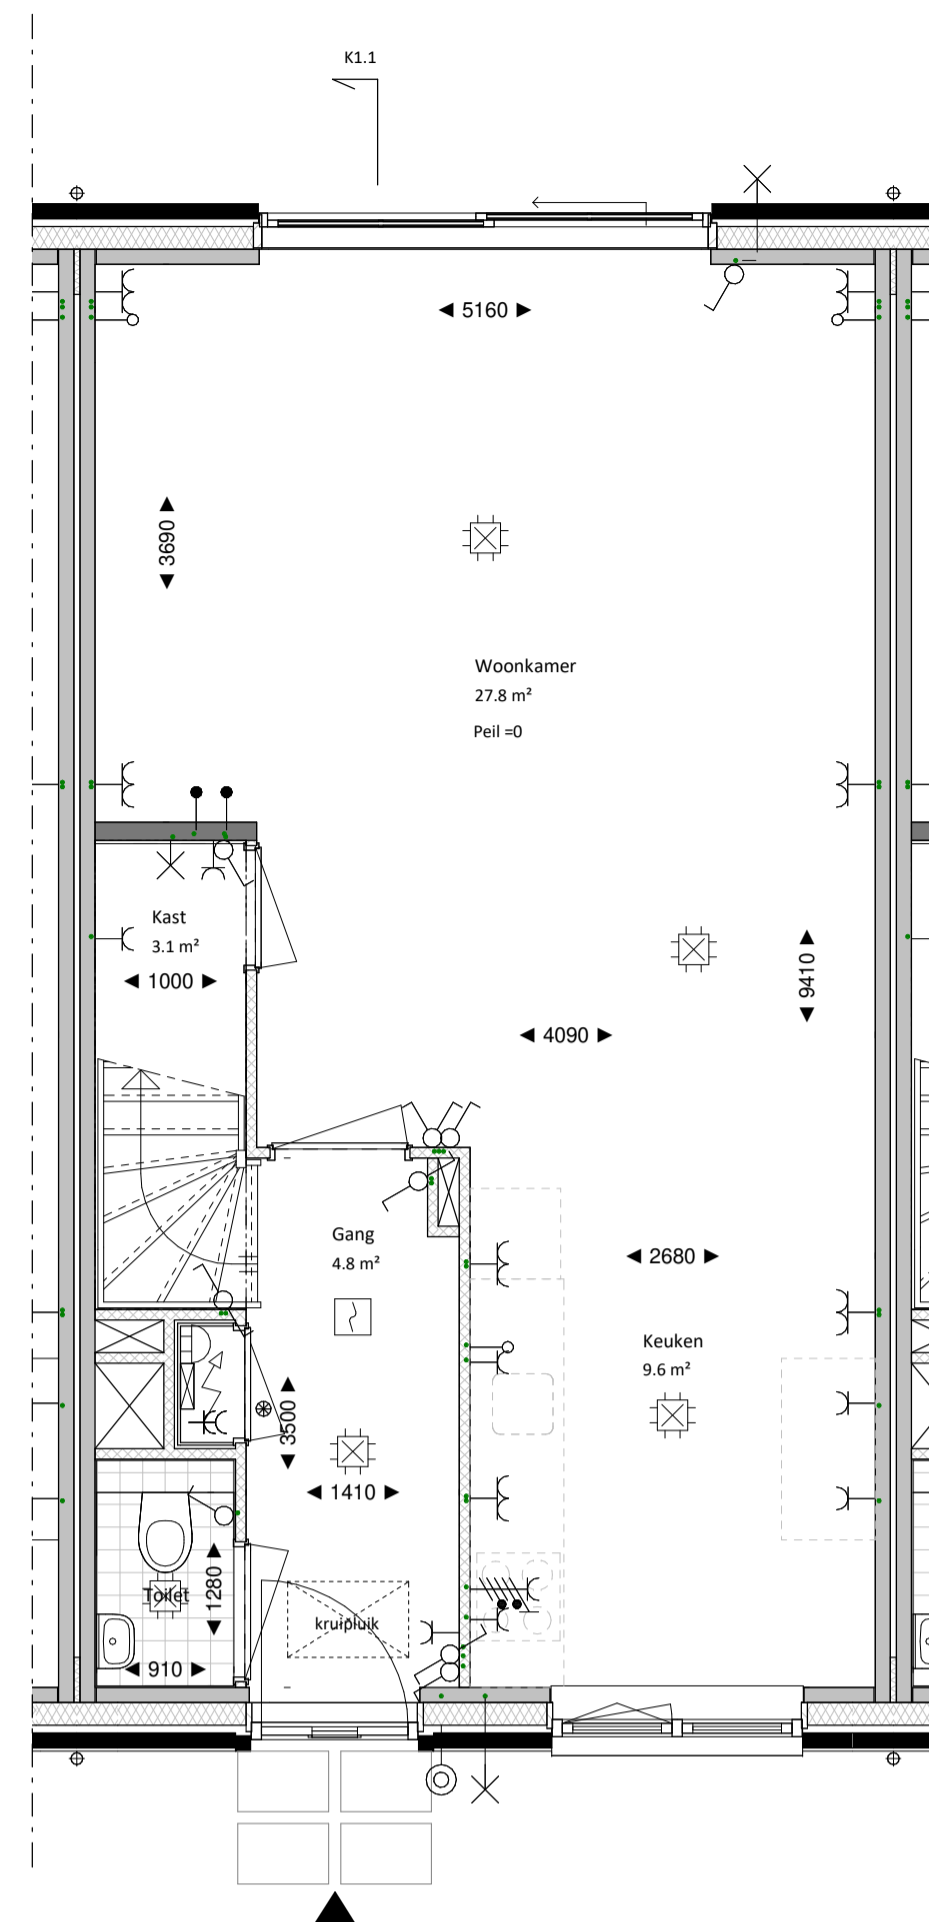 K1.1
5160
3690
Woonkamer
27.8 m²
Peil =0
Kast
3.1 m²
1000
9410
4090
Gang
4.8 m²
2680
Keuken
9.6 m²
3500
1410
Toilet
1280
kruipluik
910